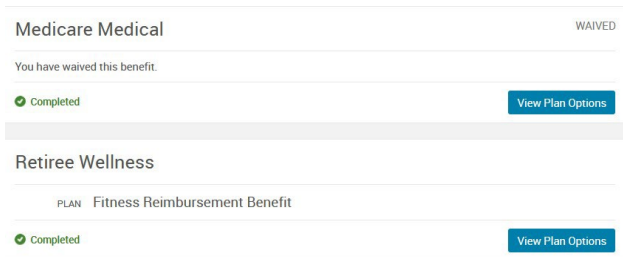 Medicare Medical
WAIVED
You have waived this benefit.
Completed
View Plan Options
Retiree Wellness
PLAN Fitness Reimbursement Benefit
Completed
View Plan Options